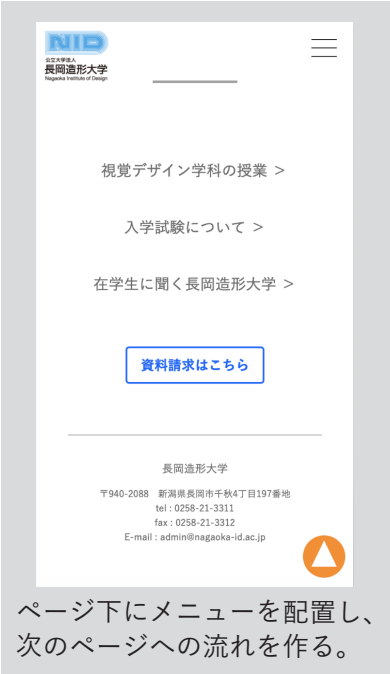 NID
公立大学法人
長岡造形大学
Nagaoka Institute of Design
視覚デザイン学科の授業 >
入学試験について >
在学生に聞く長岡造形大学 >
資料請求はこちら
長岡造形大学
〒940-2088　新潟県長岡市千秋4丁目197番地
tel : 0258-21-3311
fax : 0258-21-3312
E-mail : admin@nagaoka-id.ac.jp
ページ下にメニューを配置し、
次のページへの流れを作る。